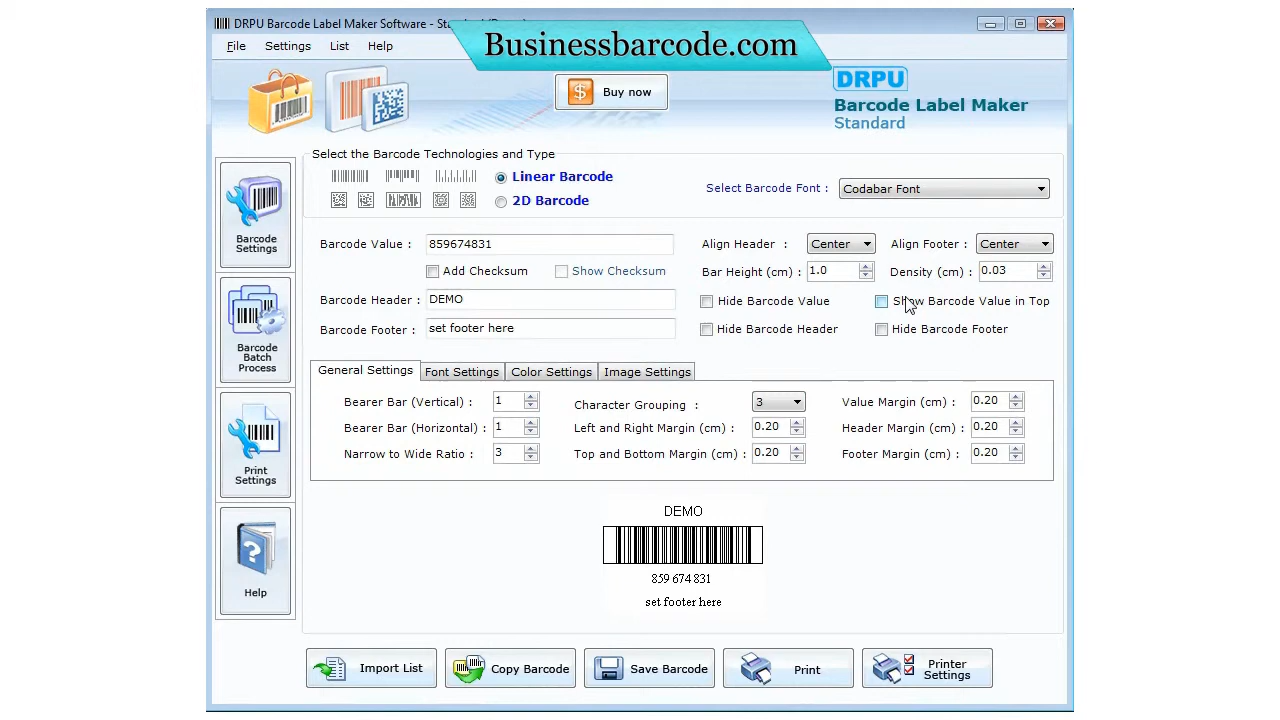 DRPU Barcode Label Maker Software - Sta
Businessbarcode.com
File Settings List Help
Buy now
DRPU
Barcode Label Maker
Standard
Select the Barcode Technologies and Type
Linear Barcode
2D Barcode
Select Barcode Font : Codabar Font
Barcode Settings
Barcode Batch Process
Print Settings
Help
Barcode Value : 859674831
Add Checksum Show Checksum
Barcode Header : DEMO
Barcode Footer : set footer here
Align Header : Center Align Footer : Center
Bar Height (cm) : 1.0 Density (cm) : 0.03
Hide Barcode Value Show Barcode Value in Top
Hide Barcode Header Hide Barcode Footer
General Settings Font Settings Color Settings Image Settings
Bearer Bar (Vertical) : 1 Character Grouping : 3 Value Margin (cm) : 0.20
Bearer Bar (Horizontal) : 1 Left and Right Margin (cm) : 0.20 Header Margin (cm) : 0.20
Narrow to Wide Ratio : 3 Top and Bottom Margin (cm) : 0.20 Footer Margin (cm) : 0.20
DEMO
859 674 831
set footer here
Import List Copy Barcode Save Barcode Print Printer Settings